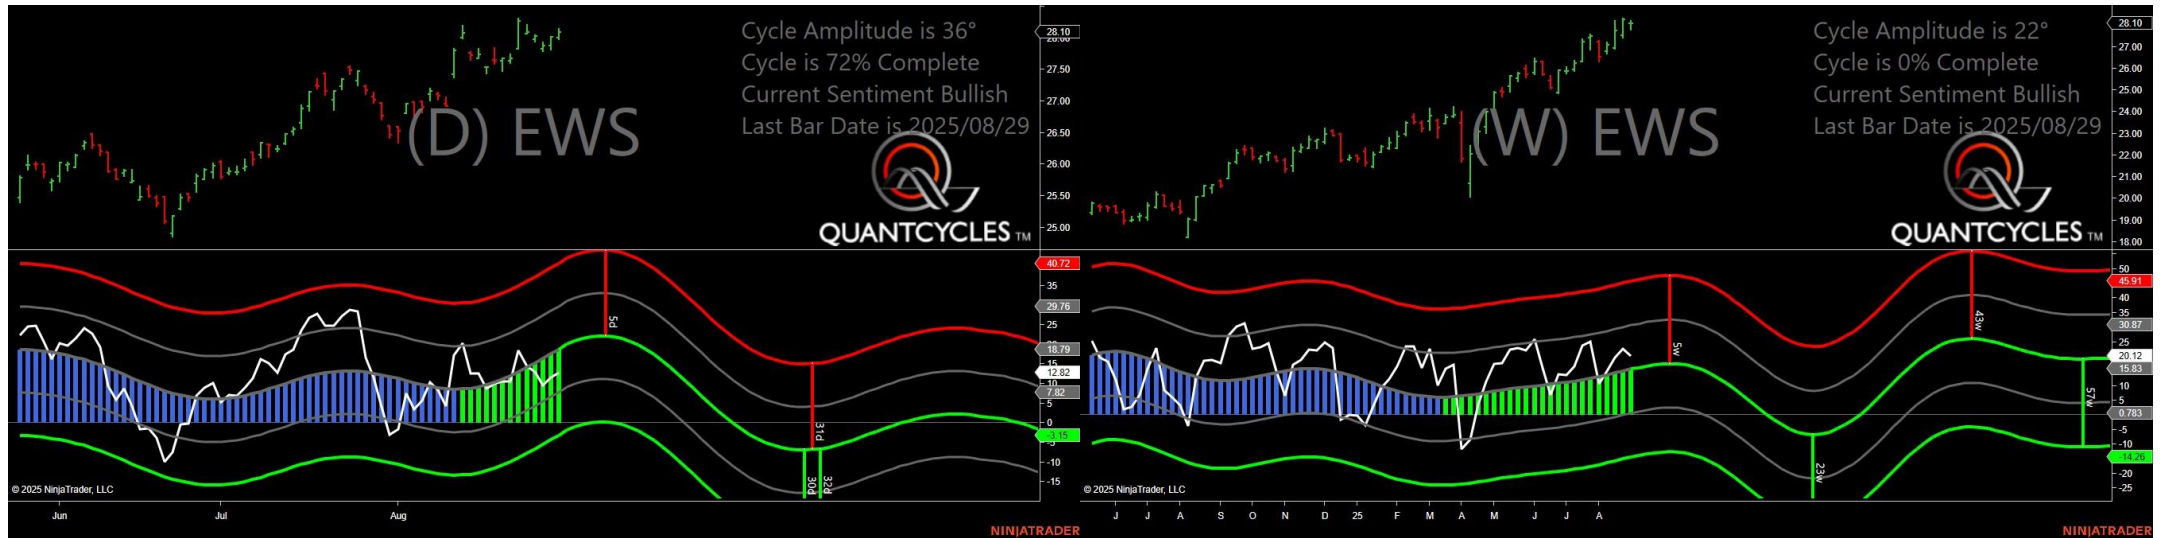 Cycle Amplitude is 36°
Cycle is 72% Complete
Current Sentiment Bullish
Last Bar Date is 2025/08/29
(D) EWS
QUANTCYCLES TM
28.10
28.00
27.50
27.00
26.50
26.00
25.50
25.00
40.72
35
29.76
25
18.79
12.82
10
7.82
5
0
-3.15
-5
-10
-15
5d
31d
30d
32d
© 2025 NinjaTrader, LLC
Jun Jul Aug
NINJATRADER
Cycle Amplitude is 22°
Cycle is 0% Complete
Current Sentiment Bullish
Last Bar Date is 2025/08/29
(W) EWS
QUANTCYCLES TM
28.10
27.00
26.00
25.00
24.00
23.00
22.00
21.00
20.00
19.00
18.00
50
45.91
40
35
30.87
25
20.12
15.83
10
5
0.783
-5
-10
-14.26
-20
-25
5w
43w
23w
57w
© 2025 NinjaTrader, LLC
J J A S O N D 25 F M A M J J A
NINJATRADER